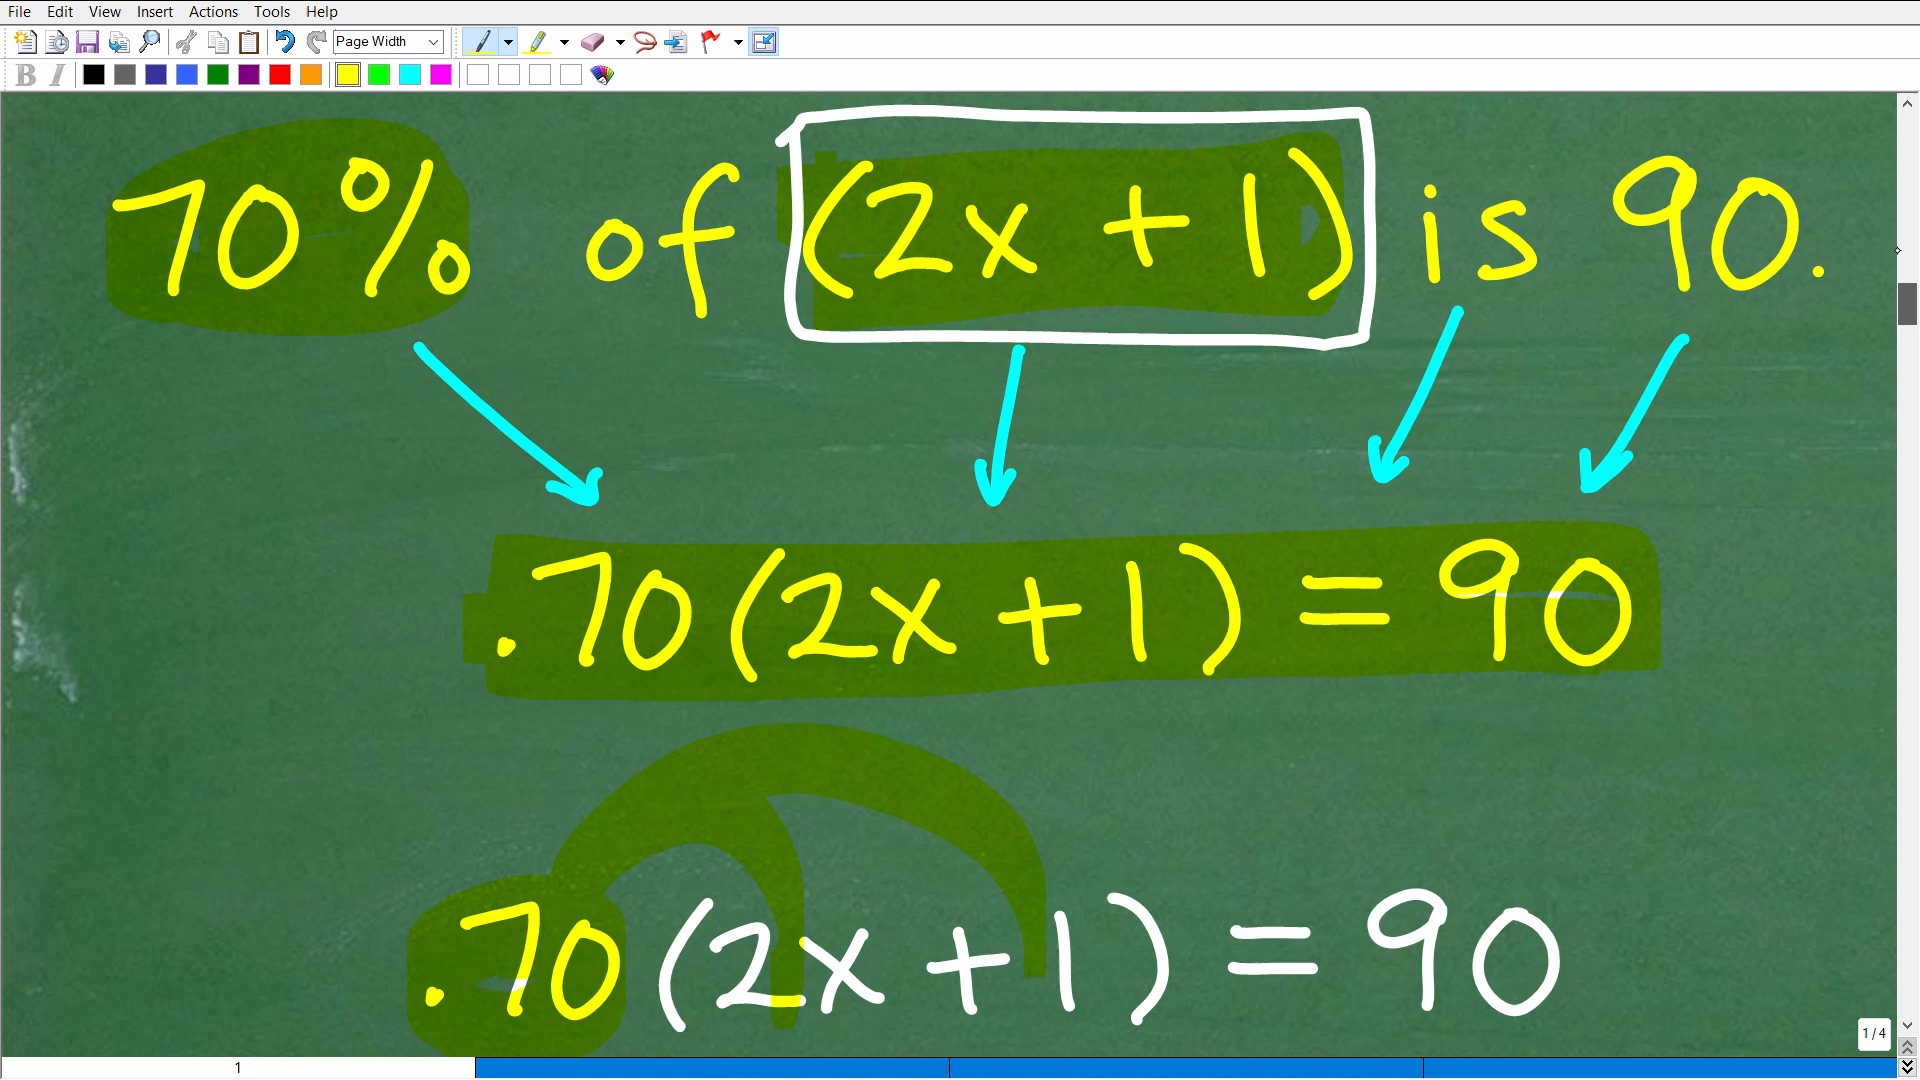 File Edit View Insert Actions Tools Help
Page Width
B I
70% of (2x + 1) is 90.
.70(2x + 1) = 90
.70(2x + 1) = 90
1 / 4
1